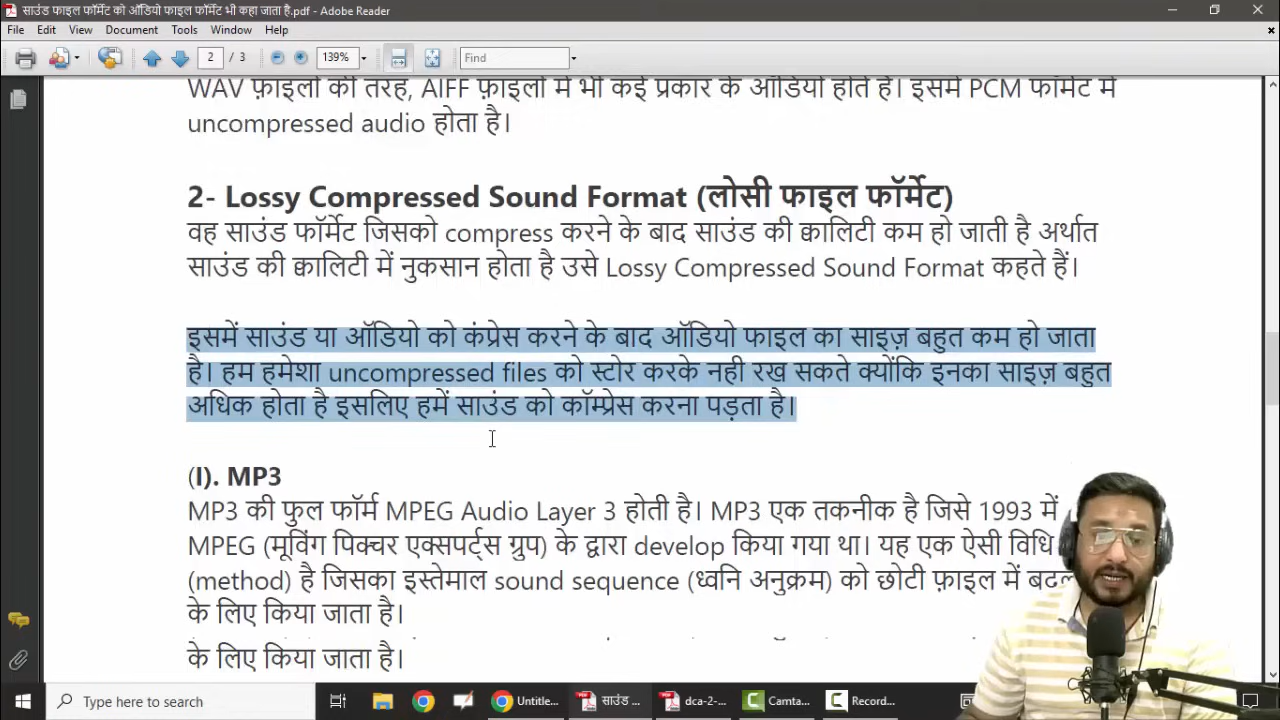 साउंड फाइल फॉर्मेट को ऑडियो फाइल फॉर्मेट भी कहा जाता है.pdf - Adobe Reader
File Edit View Document Tools Window Help
2 / 3 139% Find
WAV फ़ाइलों की तरह, AIFF फ़ाइलों में भी कई प्रकार के ऑडियो होते हैं। इसमें PCM फॉर्मेट में
uncompressed audio होता है।
2- Lossy Compressed Sound Format (लोसी फाइल फॉर्मेट)
वह साउंड फॉर्मेट जिसको compress करने के बाद साउंड की क्वालिटी कम हो जाती है अर्थात
साउंड की क्वालिटी में नुकसान होता है उसे Lossy Compressed Sound Format कहते हैं।
इसमें साउंड या ऑडियो को कंप्रेस करने के बाद ऑडियो फाइल का साइज़ बहुत कम हो जाता
है। हम हमेशा uncompressed files को स्टोर करके नही रख सकते क्योंकि इनका साइज़ बहुत
अधिक होता है इसलिए हमें साउंड को कॉम्प्रेस करना पड़ता है।
(I). MP3
MP3 की फुल फॉर्म MPEG Audio Layer 3 होती है। MP3 एक तकनीक है जिसे 1993 में
MPEG (मूविंग पिक्चर एक्सपर्ट्स ग्रुप) के द्वारा develop किया गया था। यह एक ऐसी विधि
(method) है जिसका इस्तेमाल sound sequence (ध्वनि अनुक्रम) को छोटी फ़ाइल में
के लिए किया जाता है।
के लिए किया जाता है।
Type here to search Untitle... साउंड ... dca-2-... Camta... Record...